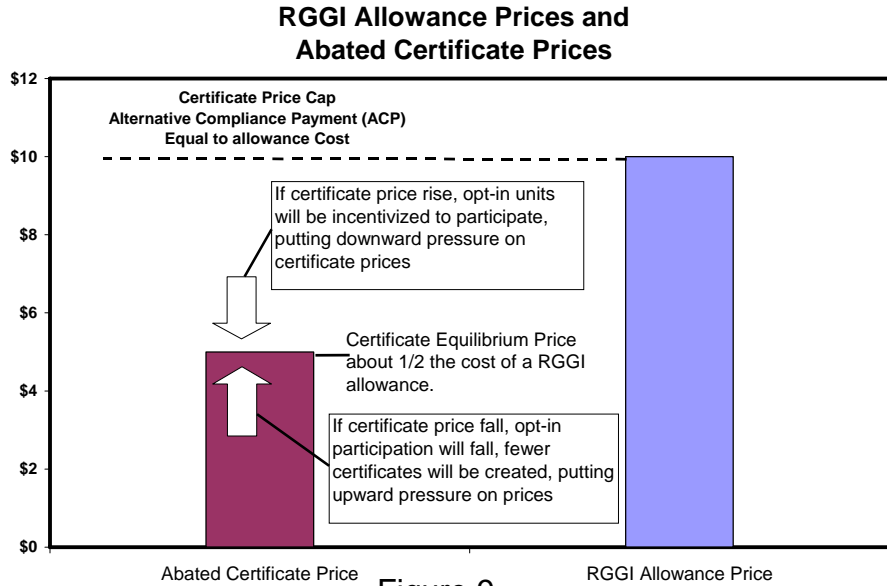 RGGI Allowance Prices and
Abated Certificate Prices
$12
$10
$8
$6
$4
$2
$0
Certificate Price Cap
Alternative Compliance Payment (ACP)
Equal to allowance Cost
If certificate price rise, opt-in units
will be incentivized to participate,
putting downward pressure on
certificate prices
Certificate Equilibrium Price
about 1/2 the cost of a RGGI
allowance.
If certificate price fall, opt-in
participation will fall, fewer
certificates will be created, putting
upward pressure on prices
Abated Certificate Price
RGGI Allowance Price